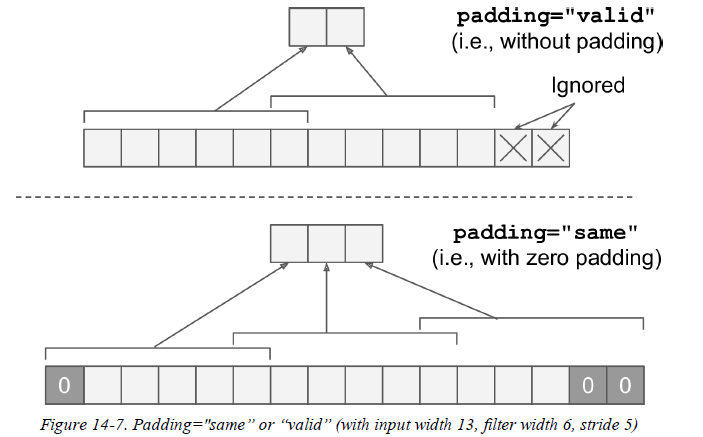 padding="valid"
(i.e., without padding)
Ignored
padding="same"
(i.e., with zero padding)
0 0 0
Figure 14-7. Padding="same” or “valid” (with input width 13, filter width 6, stride 5)